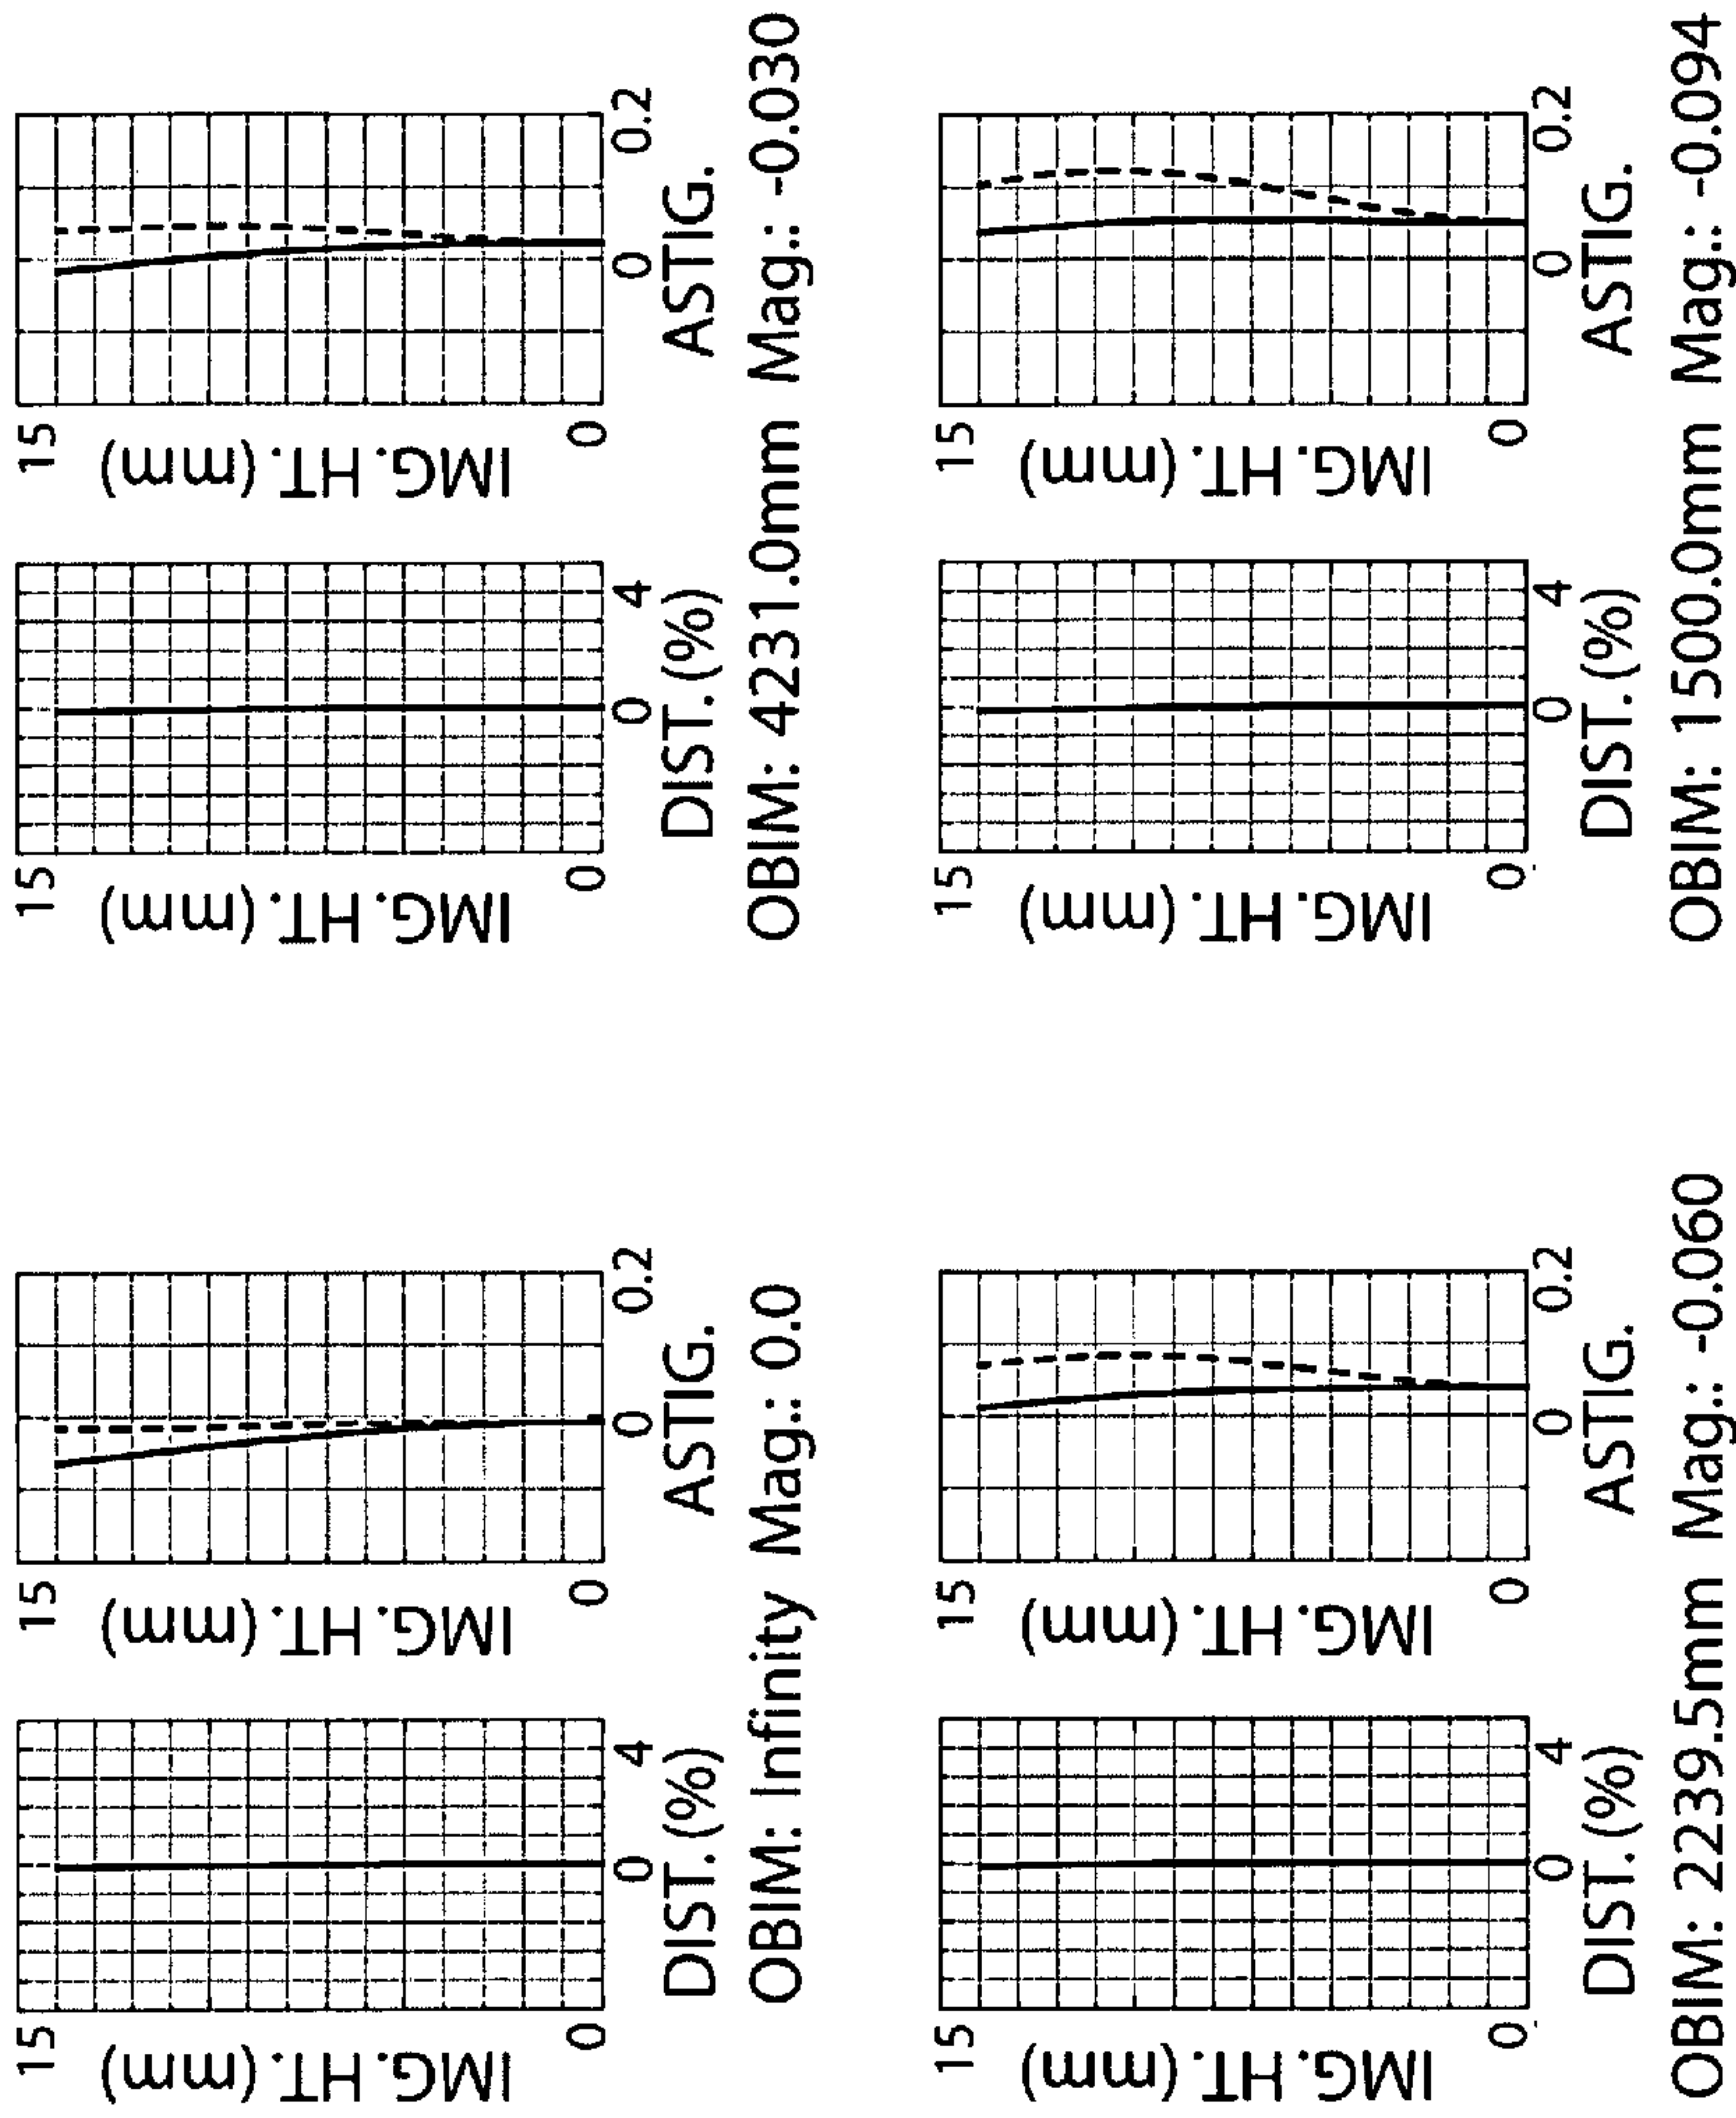 15
IMG. HT. (mm)
0
0 4
DIST. (%)
15
IMG. HT. (mm)
0
0 0.2
ASTIG.
OBIM: Infinity Mag.: 0.0
15
IMG. HT. (mm)
0
0 4
DIST. (%)
15
IMG. HT. (mm)
0
0 0.2
ASTIG.
OBIM: 4231.0mm Mag.: -0.030
15
IMG. HT. (mm)
0
0 4
DIST. (%)
15
IMG. HT. (mm)
0
0 0.2
ASTIG.
OBIM: 2239.5mm Mag.: -0.060
15
IMG. HT. (mm)
0
0 4
DIST. (%)
15
IMG. HT. (mm)
0
0 0.2
ASTIG.
OBIM: 1500.0mm Mag.: -0.094